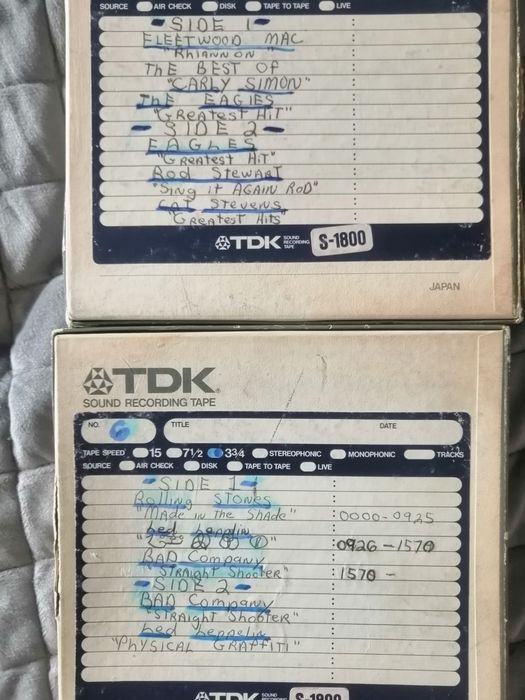 SOURCE AIR CHECK DISK TAPE TO TAPE LIVE
- SIDE 1 -
FLEETWOOD MAC
"RHIANNON"
THE BEST OF
"CARLY SIMON"
THE EAGLES
"GREATEST HIT"
- SIDE 2 -
EAGLES
"GREATEST HIT"
ROD STEWART
"SING IT AGAIN ROD"
CAT STEVENS
"GREATEST HITS"
TDK SOUND RECORDING TAPE S-1800
JAPAN
TDK
SOUND RECORDING TAPE
NO. 6 TITLE DATE
TAPE SPEED 15 7 1/2 3 3/4 STEREOPHONIC MONOPHONIC TRACKS
SOURCE AIR CHECK DISK TAPE TO TAPE LIVE
- SIDE 1 -
Rolling STONES
"MADE IN THE SHADE" : 0000-0925
Led Zeppelin
: 0926-1570
BAD Company
"STRAIGHT SHOOTER" : 1570 -
- SIDE 2 -
BAD Company
"STRAIGHT SHOOTER"
Led Zeppelin
"PHYSICAL GRAFFITI"
TDK SOUND S-1800